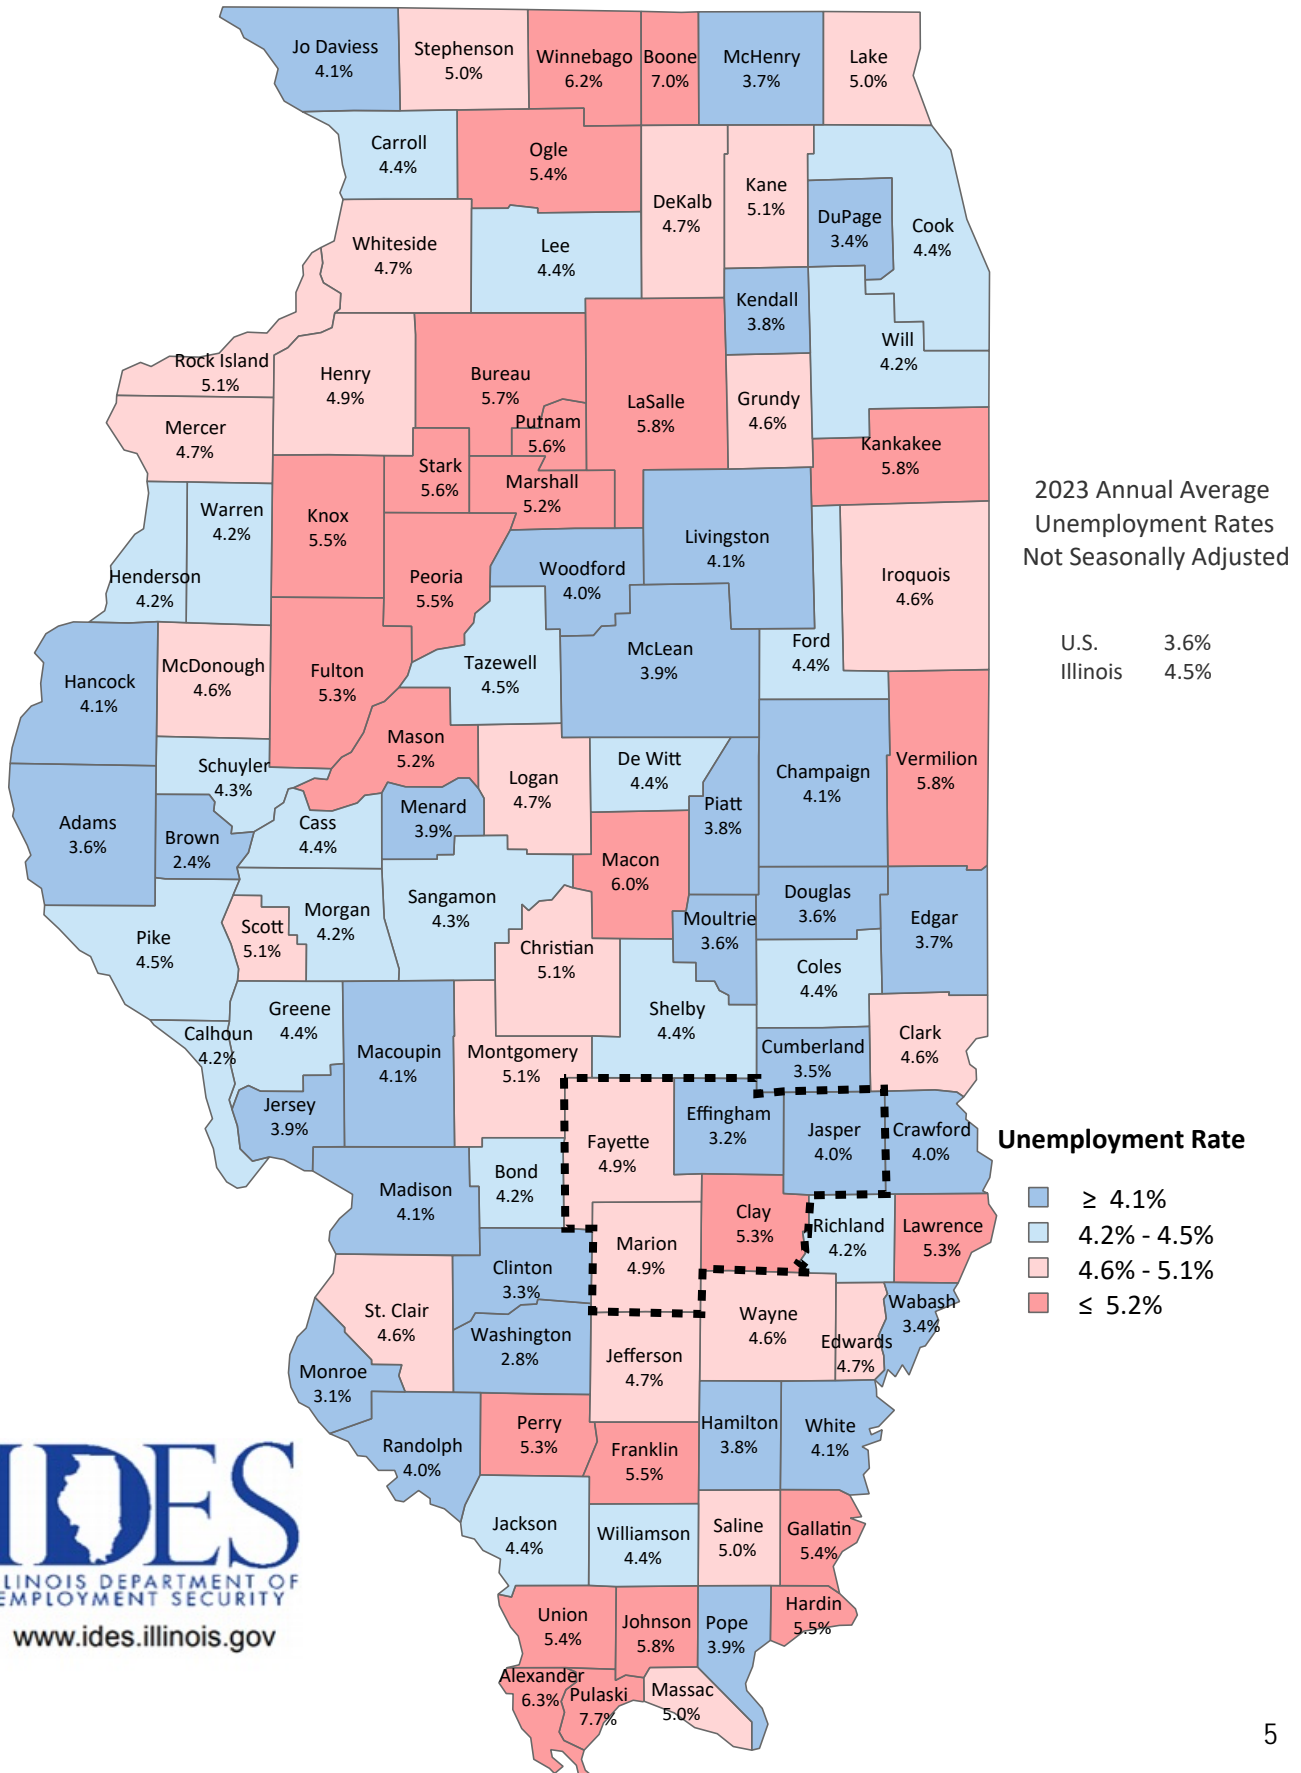 Jo Daviess
4.1%
Stephenson
5.0%
Winnebago
6.2%
Boone
7.0%
McHenry
3.7%
Lake
5.0%
Carroll
4.4%
Ogle
5.4%
DeKalb
4.7%
Kane
5.1%
DuPage
3.4%
Cook
4.4%
Whiteside
4.7%
Lee
4.4%
Kendall
3.8%
Will
4.2%
Rock Island
5.1%
Henry
4.9%
Bureau
5.7%
Putnam
5.6%
LaSalle
5.8%
Grundy
4.6%
Mercer
4.7%
Kankakee
5.8%
Stark
5.6%
Marshall
5.2%
Warren
4.2%
Knox
5.5%
Livingston
4.1%
Henderson
4.2%
Peoria
5.5%
Woodford
4.0%
Iroquois
4.6%
2023 Annual Average
Unemployment Rates
Not Seasonally Adjusted
U.S. 3.6%
Illinois 4.5%
Hancock
4.1%
McDonough
4.6%
Fulton
5.3%
Tazewell
4.5%
McLean
3.9%
Ford
4.4%
Mason
5.2%
Schuyler
4.3%
Logan
4.7%
De Witt
4.4%
Champaign
4.1%
Vermilion
5.8%
Adams
3.6%
Brown
2.4%
Cass
4.4%
Menard
3.9%
Piatt
3.8%
Macon
6.0%
Pike
4.5%
Scott
5.1%
Morgan
4.2%
Sangamon
4.3%
Christian
5.1%
Moultrie
3.6%
Douglas
3.6%
Edgar
3.7%
Coles
4.4%
Calhoun
4.2%
Greene
4.4%
Macoupin
4.1%
Montgomery
5.1%
Shelby
4.4%
Cumberland
3.5%
Clark
4.6%
Jersey
3.9%
Fayette
4.9%
Effingham
3.2%
Jasper
4.0%
Crawford
4.0%
Madison
4.1%
Bond
4.2%
Clay
5.3%
Richland
4.2%
Lawrence
5.3%
Marion
4.9%
Clinton
3.3%
St. Clair
4.6%
Washington
2.8%
Wayne
4.6%
Edwards
4.7%
Wabash
3.4%
Unemployment Rate
≥ 4.1%
4.2% - 4.5%
4.6% - 5.1%
≤ 5.2%
Monroe
3.1%
Jefferson
4.7%
Randolph
4.0%
Perry
5.3%
Franklin
5.5%
Hamilton
3.8%
White
4.1%
Jackson
4.4%
Williamson
4.4%
Saline
5.0%
Gallatin
5.4%
Union
5.4%
Johnson
5.8%
Pope
3.9%
Hardin
5.5%
Alexander
6.3%
Pulaski
7.7%
Massac
5.0%
IDES
LLINOIS DEPARTMENT OF
EMPLOYMENT SECURITY
www.ides.illinois.gov
5